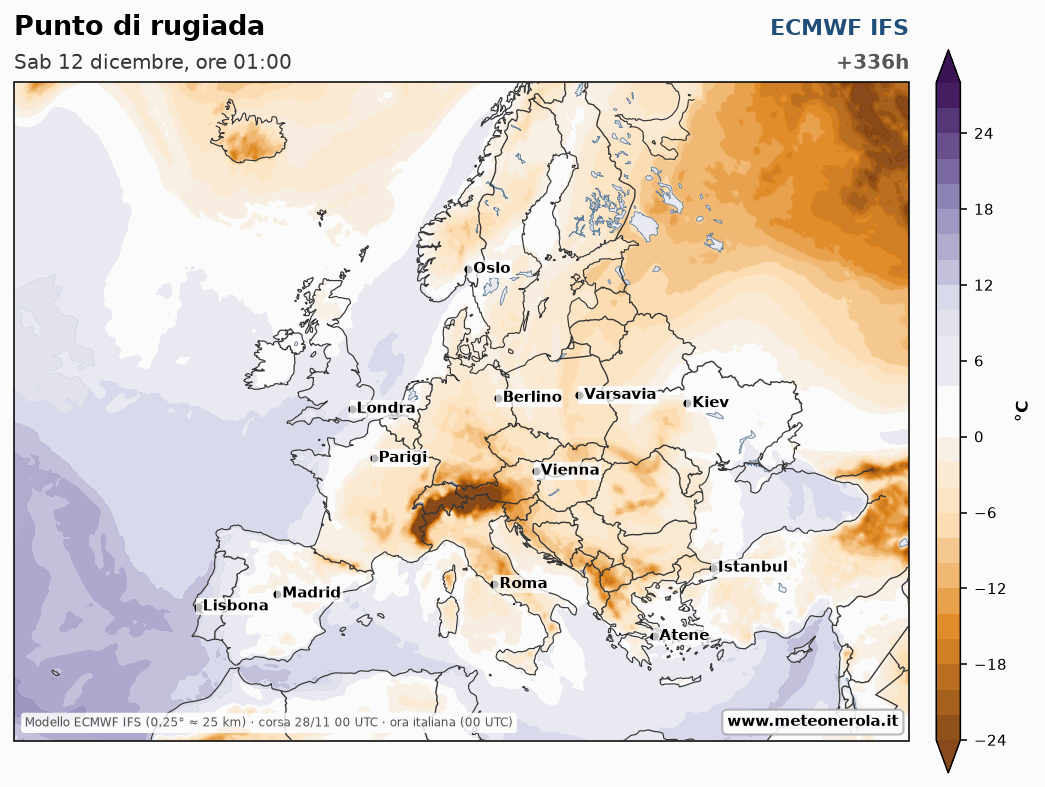 Punto di rugiada
ECMWF IFS
Sab 12 dicembre, ore 01:00
+336h
Oslo
Berlino
Varsavia
Kiev
Londra
Parigi
Vienna
Istanbul
Roma
Madrid
Lisbona
Atene
24
18
12
6
0
−6
−12
−18
−24
°C
Modello ECMWF IFS (0,25° ≈ 25 km) · corsa 28/11 00 UTC · ora italiana (00 UTC)
www.meteonerola.it